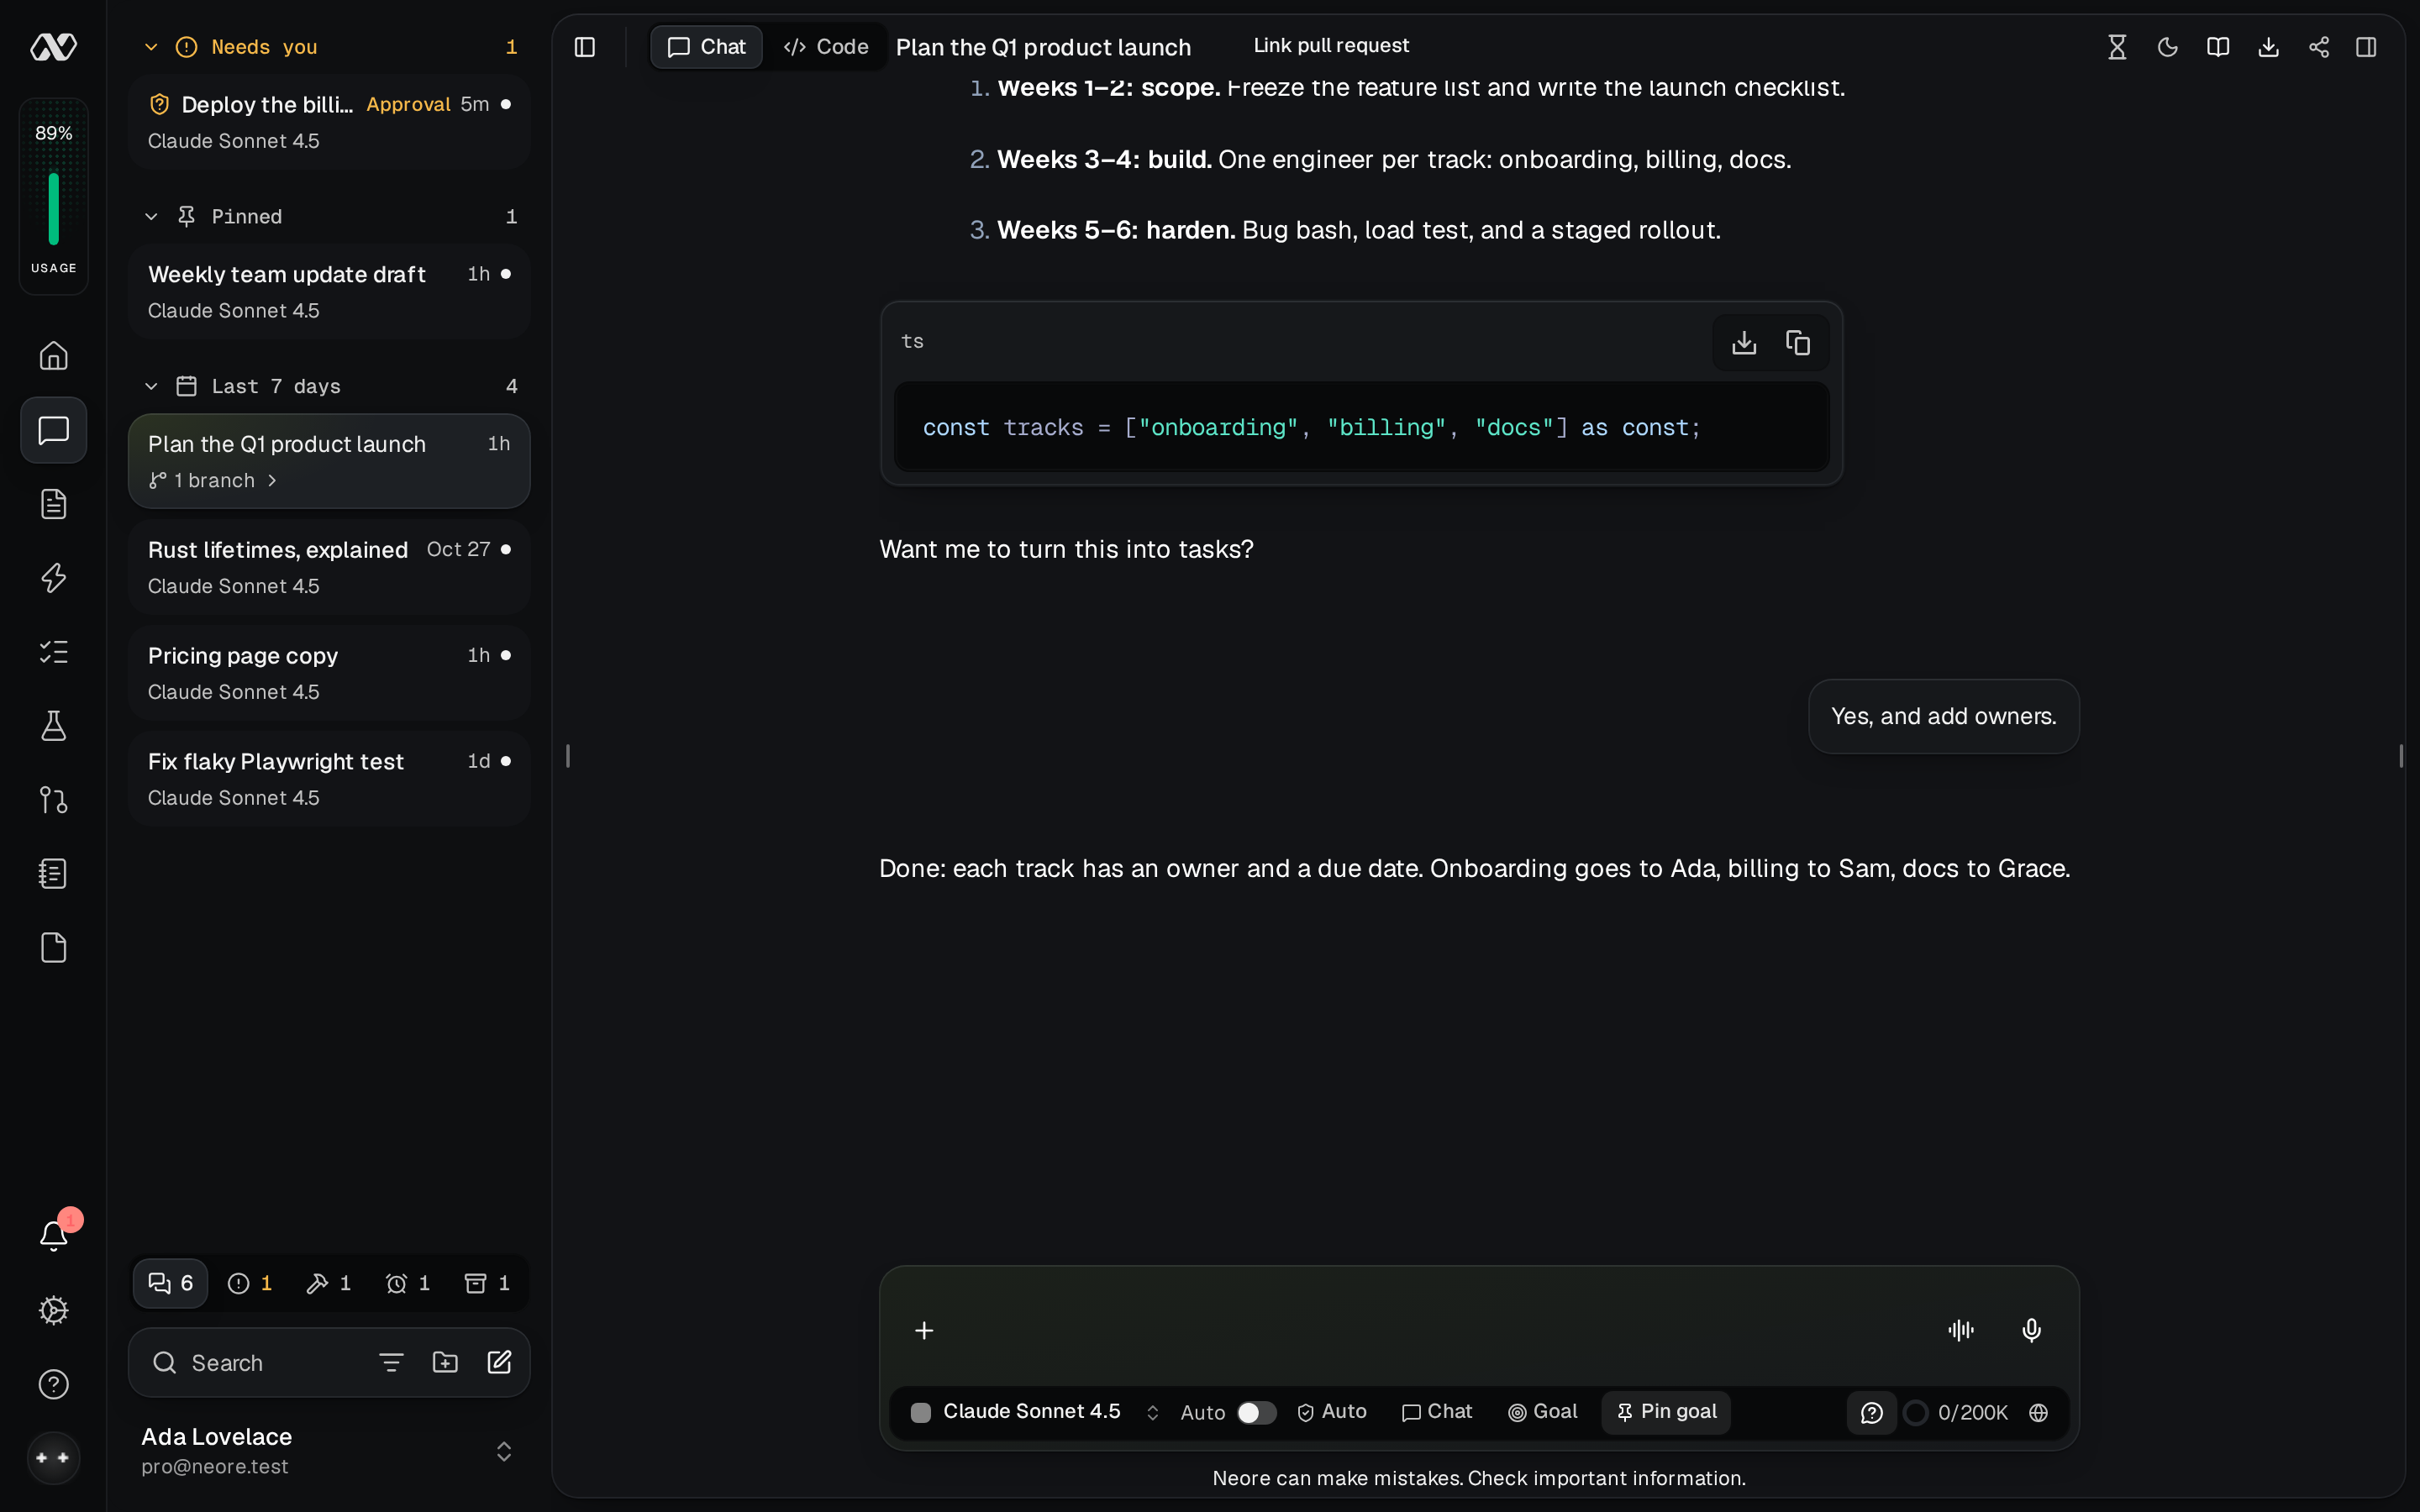 89%
USAGE
Needs you 1
Deploy the billi... Approval 5m
Claude Sonnet 4.5
Pinned 1
Weekly team update draft 1h
Claude Sonnet 4.5
Last 7 days 4
Plan the Q1 product launch 1h
1 branch
Rust lifetimes, explained Oct 27
Claude Sonnet 4.5
Pricing page copy 1h
Claude Sonnet 4.5
Fix flaky Playwright test 1d
Claude Sonnet 4.5
1
6 1 1 1 1
Search
Ada Lovelace
pro@neore.test
Chat Code Plan the Q1 product launch Link pull request
1. Weeks 1–2: scope. Freeze the feature list and write the launch checklist.
2. Weeks 3–4: build. One engineer per track: onboarding, billing, docs.
3. Weeks 5–6: harden. Bug bash, load test, and a staged rollout.
ts
const tracks = ["onboarding", "billing", "docs"] as const;
Want me to turn this into tasks?
Yes, and add owners.
Done: each track has an owner and a due date. Onboarding goes to Ada, billing to Sam, docs to Grace.
Claude Sonnet 4.5 Auto Auto Chat Goal Pin goal 0/200K
Neore can make mistakes. Check important information.